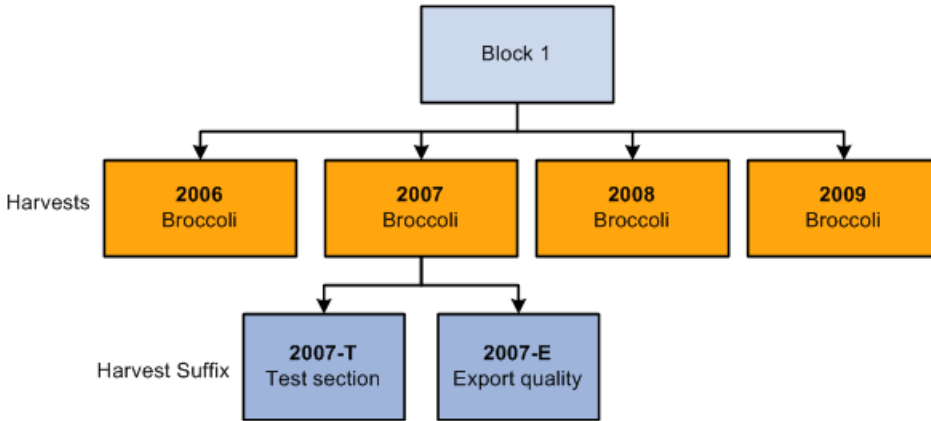 Block 1
Harvests
2006
Broccoli
2007
Broccoli
2008
Broccoli
2009
Broccoli
Harvest Suffix
2007-T
Test section
2007-E
Export quality